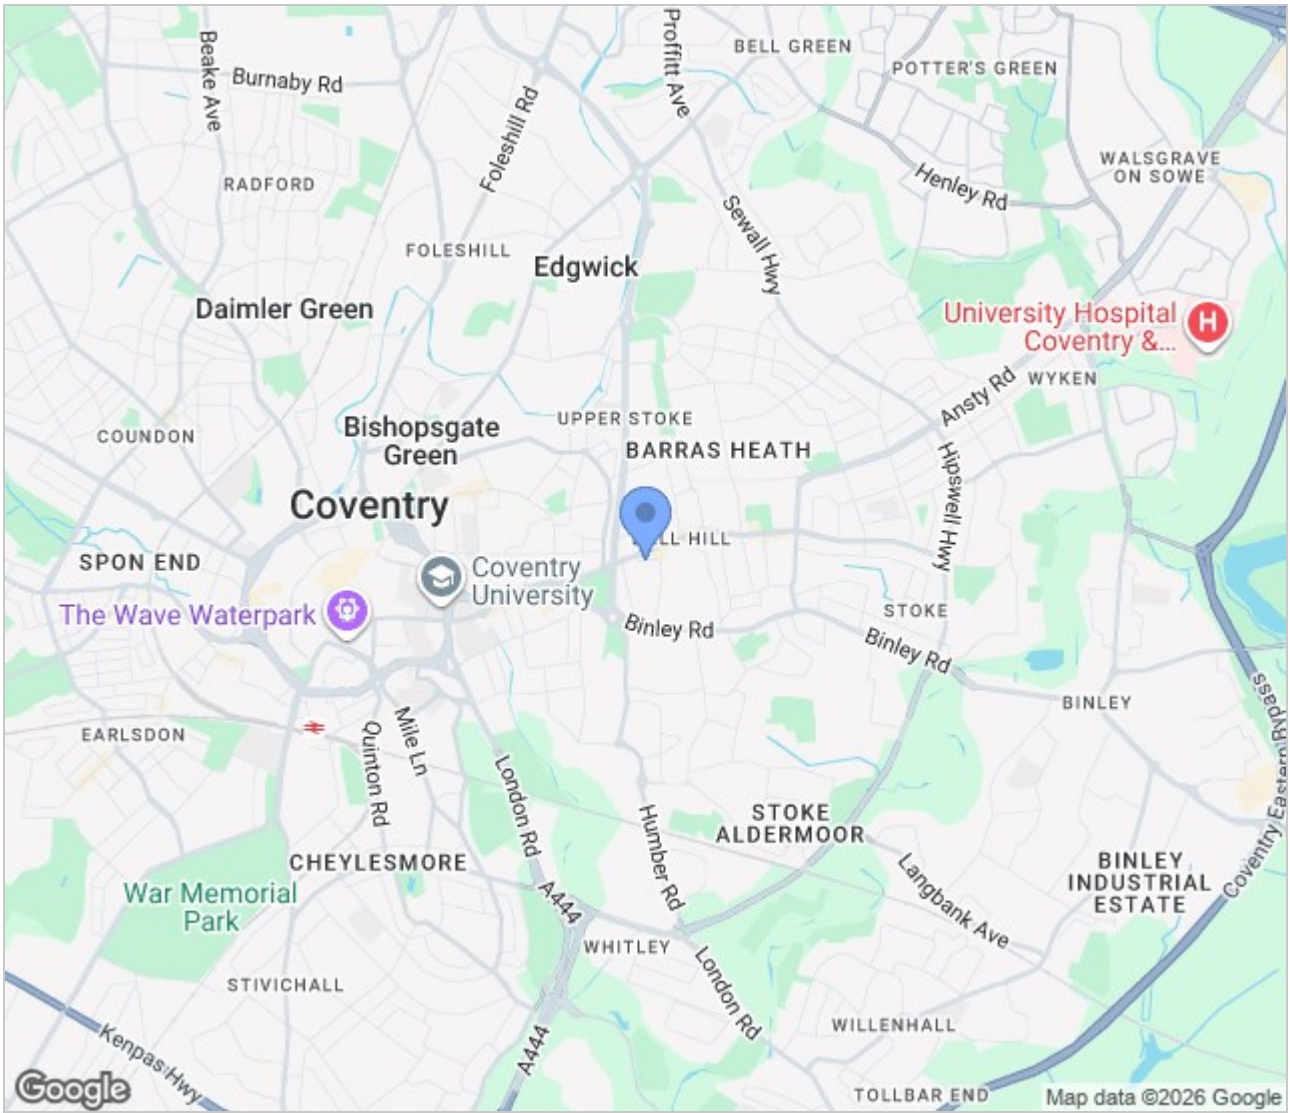 Beake Ave
Burnaby Rd
Foleshill Rd
Proffitt Ave
BELL GREEN
POTTER'S GREEN
WALSGRAVE
ON SOWE
RADFORD
Henley Rd
Sewall Hwy
FOLESHILL
Edgwick
Daimler Green
University Hospital
Coventry &...
H
WYKEN
Ansty Rd
UPPER STOKE
BARRAS HEATH
COUNDON
Bishopsgate
Green
Hipswell Hwy
Coventry
HILL
SPON END
Coventry
University
The Wave Waterpark
STOKE
Binley Rd
Binley Rd
BINLEY
EARLSDON
Mile Ln
Quinton Rd
London Rd
Coventry Eastern Bypass
STOKE
ALDERMOOR
Humber Rd
CHEYLESMORE
War Memorial
Park
A444
Langbank Ave
BINLEY
INDUSTRIAL
ESTATE
WHITLEY
London Rd
STIVICHALL
WILLENHALL
Kenpas Hwy
A444
TOLLBAR END
Google
Map data ©2026 Google